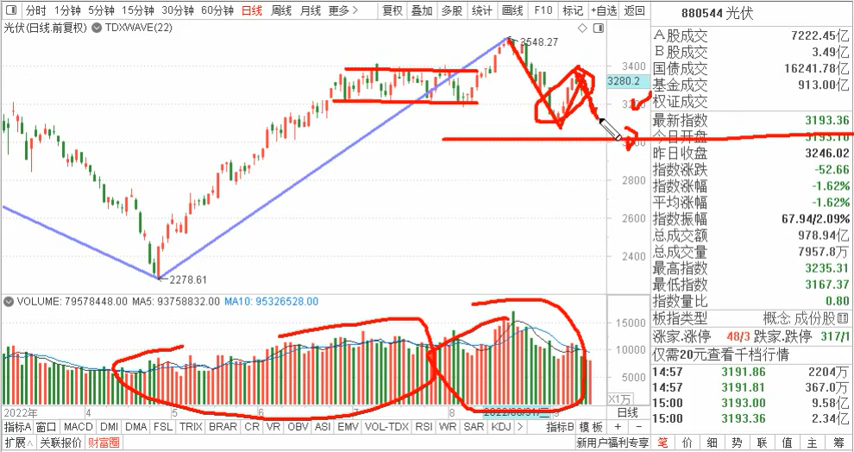 分时 1分钟 5分钟 15分钟 30分钟 60分钟 日线 周线 月线 更多> 复权 叠加 多股 统计 画线 F10 标记 +自选 返回
880544 光伏
光伏(日线.前复权) TDXWAVE(22)
3548.27
3400
3280.2
3000
2800
2600
2400
2278.61
A股成交 7222.45亿
B股成交 3.49亿
国债成交 16241.78亿
基金成交 913.00亿
权证成交
最新指数 3193.36
今日开盘 3193.10
昨日收盘 3246.02
指数涨跌 -52.66
指数涨幅 -1.62%
平均涨幅 -1.62%
指数振幅 67.94/2.09%
总成交额 978.94亿
总成交量 7957.8万
最高指数 3235.31
最低指数 3167.37
指数量比 0.80
板指类型 概念 成份股
涨家.涨停 48/3 跌家.跌停 317/1
仅需20元查看千档行情
14:57 3191.86 2204万
14:57 3191.81 367.0万
15:00 3193.00 9.58亿
15:00 3193.36 2.34亿
VOLUME: 79578448.00 MA5: 93758832.00 MA10: 95326528.00
15000
10000
5000
X1万
2022年 4 5 6 7 8 2022/08/31/三 日线
指标A 窗口 MACD DMI DMA FSL TRIX BRAR CR VR OBV ASI EMV VOL-TDX RSI WR SAR KDJ > 指标B 模板 + -
扩展∧ 关联报价 财富圈 新用户福利专享
笔 价 细 势 联 值 主 筹